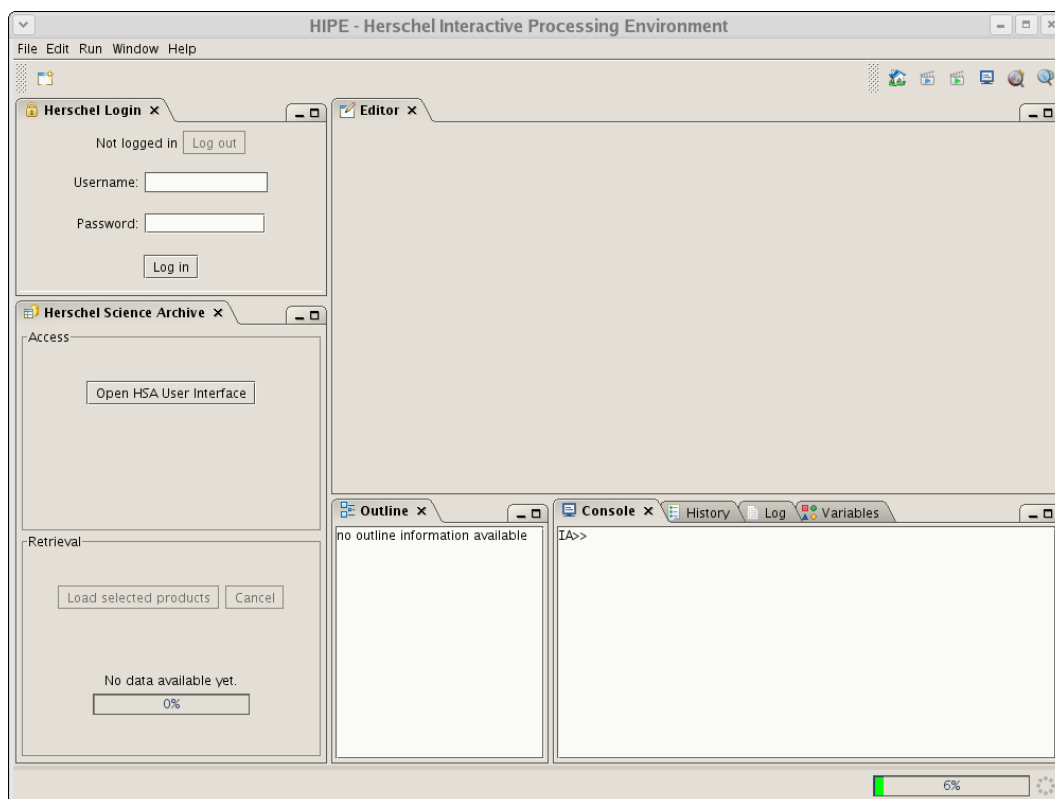 HIPE - Herschel Interactive Processing Environment
File Edit Run Window Help
Herschel Login
Not logged in Log out
Username:
Password:
Log in
Herschel Science Archive
Access
Open HSA User Interface
Retrieval
Load selected products Cancel
No data available yet.
0%
Editor
Outline
no outline information available
Console History Log Variables
IA>>
6%